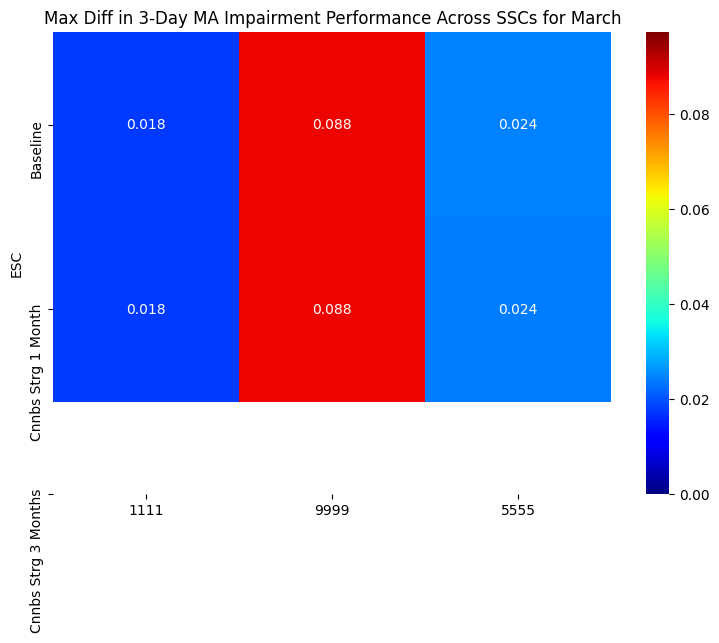 Max Diff in 3-Day MA Impairment Performance Across SSCs for March
ESC
Baseline
Cnnbs Strg 1 Month
Cnnbs Strg 3 Months
0.018
0.088
0.024
0.018
0.088
0.024
1111
9999
5555
0.08
0.06
0.04
0.02
0.00